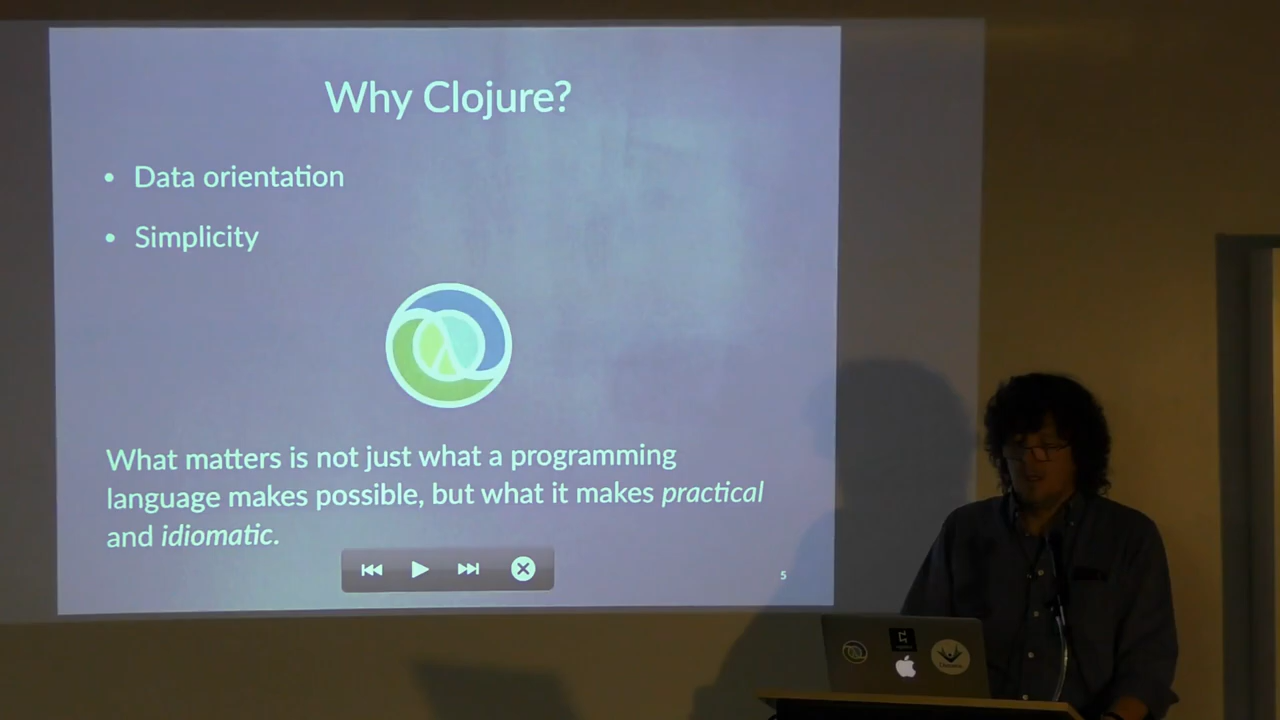 Why Clojure?
• Data orientation
• Simplicity
What matters is not just what a programming
language makes possible, but what it makes practical
and idiomatic.
5